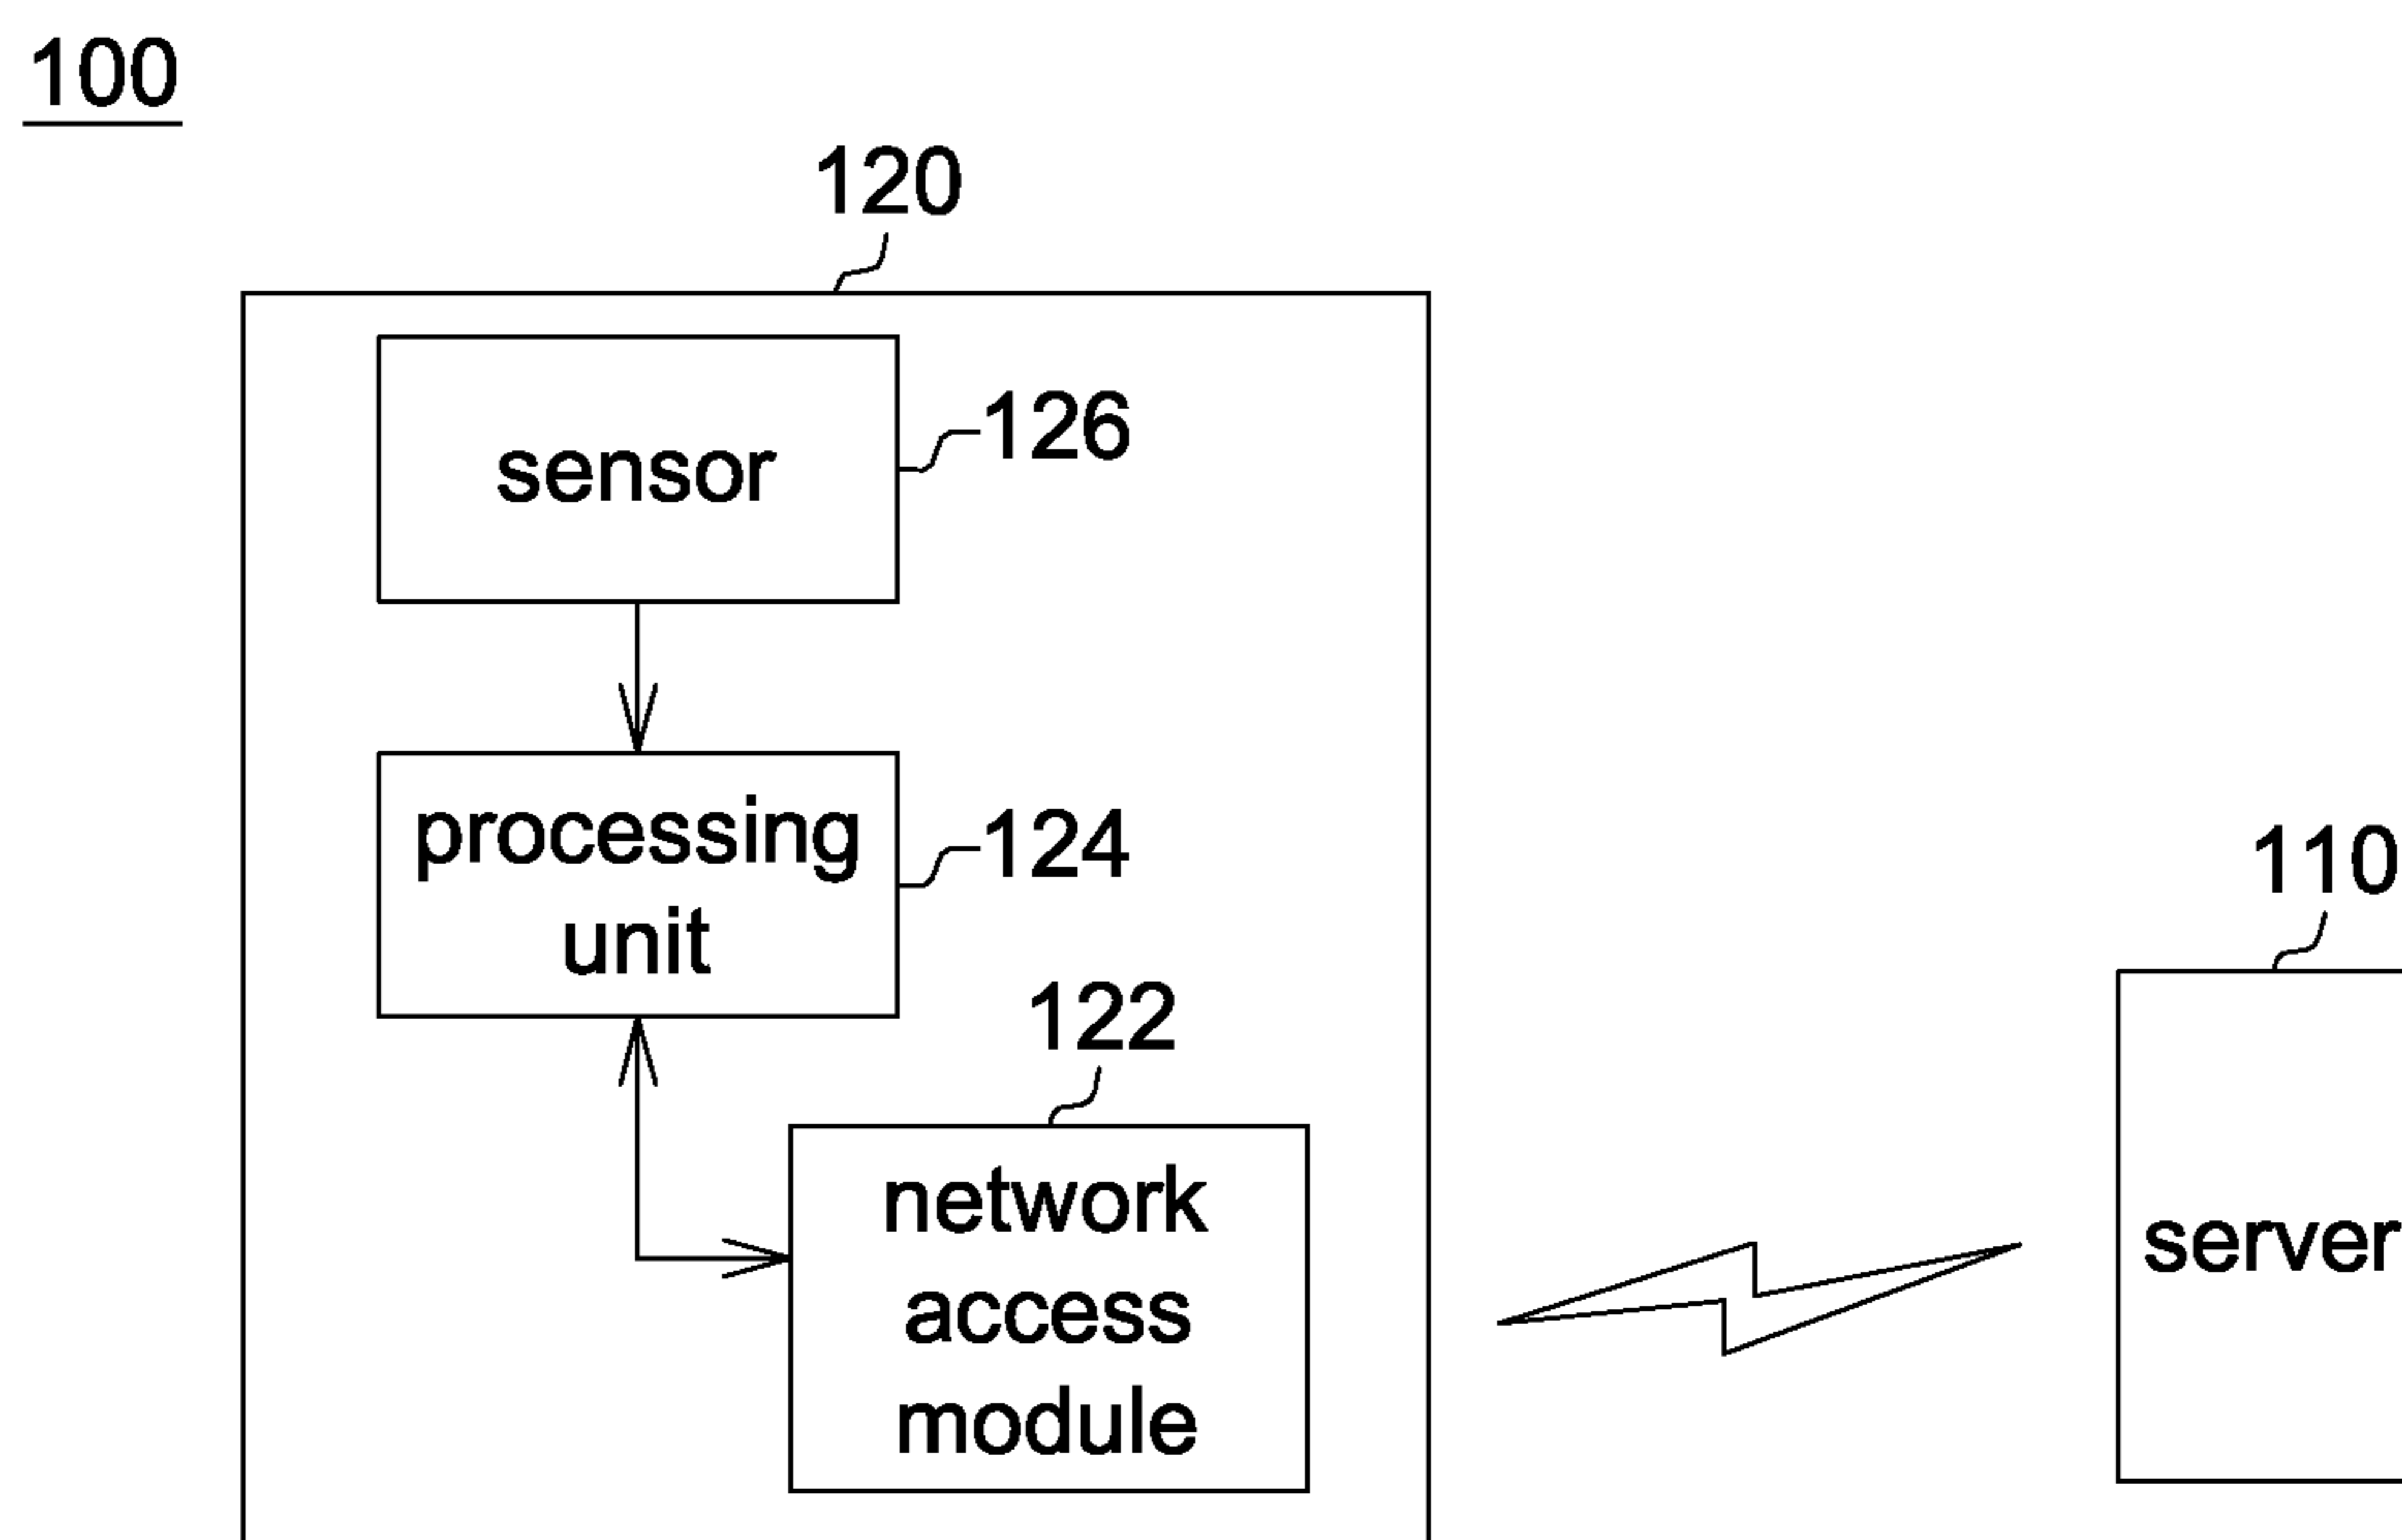 100
120
sensor
126
processing
unit
124
110
122
network
access
module
server